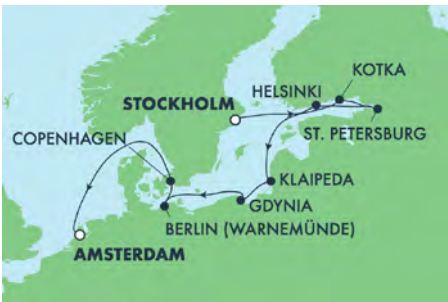 KOTKA
HELSINKI
STOCKHOLM
ST. PETERSBURG
COPENHAGEN
KLAIPEDA
GDYNIA
BERLIN (WARNEMÜNDE)
AMSTERDAM